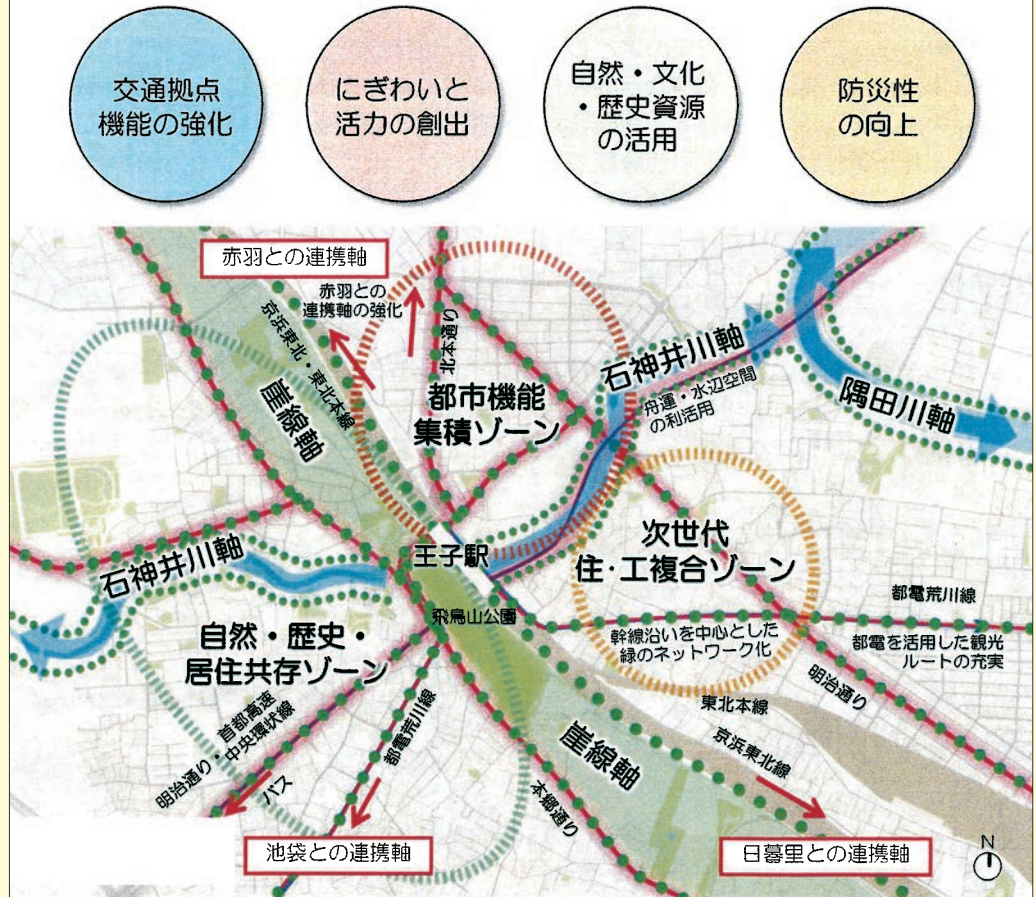 交通拠点
機能の強化
にぎわいと
活力の創出
自然・文化
・歴史資源
の活用
防災性
の向上
赤羽との連携軸
赤羽との
連携軸の強化
京浜東北・東北本線
北本通り
崖線軸
都市機能
集積ゾーン
石神井川軸
舟運・水辺空間
の利活用
隅田川軸
王子駅
次世代
住・工複合ゾーン
石神井川軸
飛鳥山公園
都電荒川線
幹線沿いを中心とした
緑のネットワーク化
都電を活用した観光
ルートの充実
自然・歴史・
居住共存ゾーン
明治通り
東北本線
首都高速
中央環状線
明治通り・
バス
都電荒川線
崖線軸
京浜東北線
本郷通り
池袋との連携軸
日暮里との連携軸
N